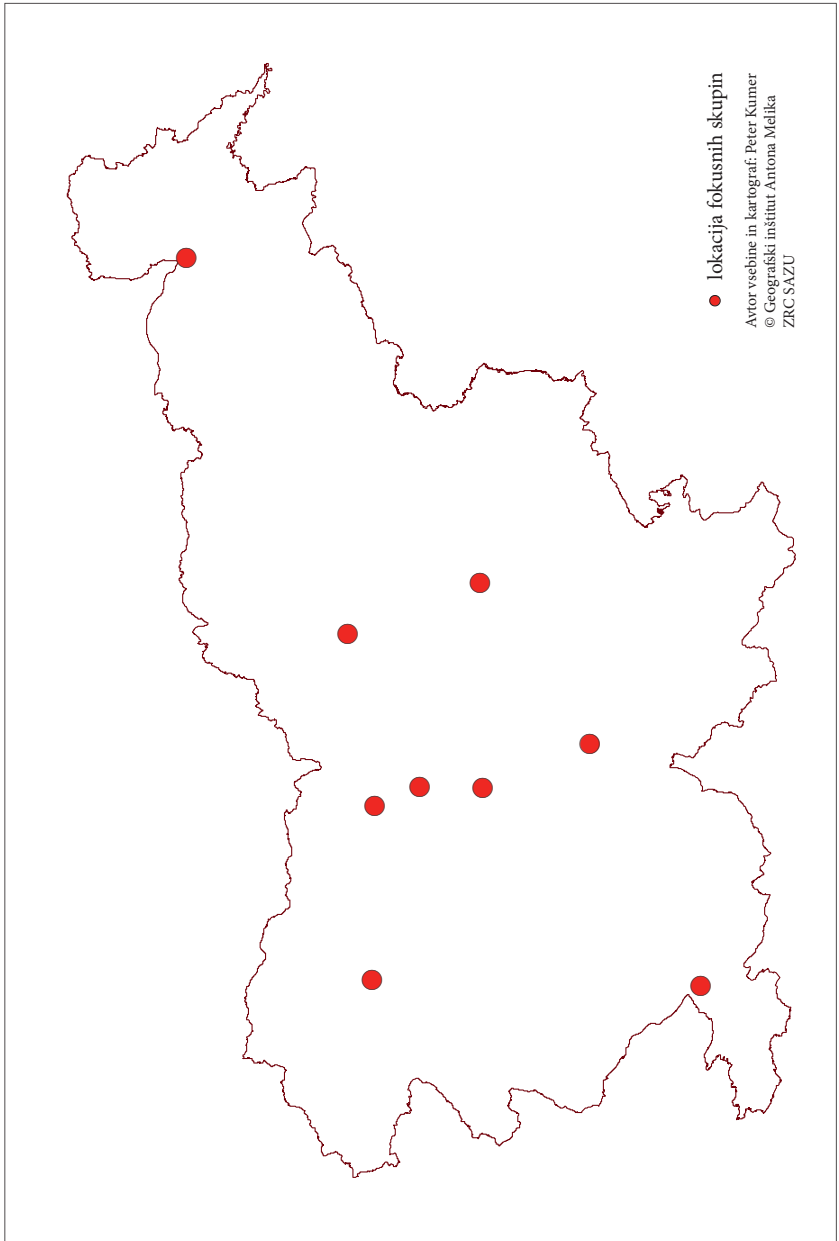 lokacija fokusnih skupin
Avtor vsebine in kartograf: Peter Kumer
© Geografski inštitut Antona Melika
ZRC SAZU